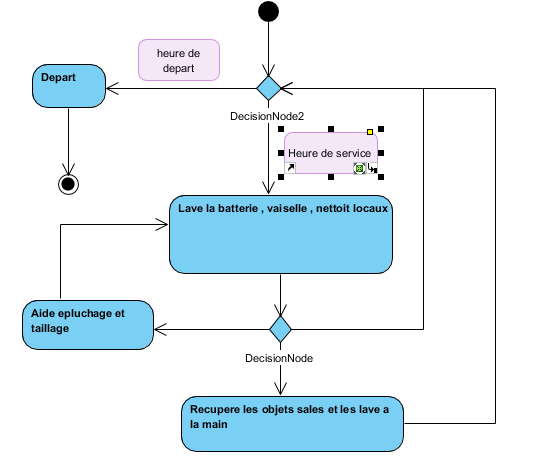 heure de
depart
Depart
DecisionNode2
Heure de service
Lave la batterie , vaiselle , nettoit locaux
Aide epluchage et
taillage
DecisionNode
Recupere les objets sales et les lave a
la main